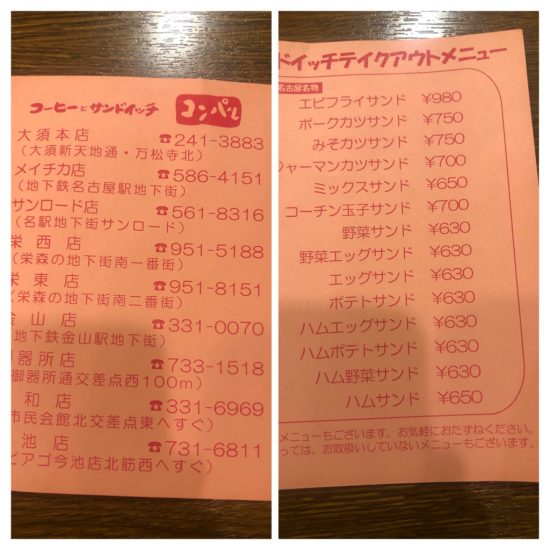 コーヒーとサンドイッチ コンパル
大須本店 ☎241-3883
(大須新天地通・万松寺北)
メイチカ店 ☎586-4151
(地下鉄名古屋駅地下街)
サンロード店 ☎561-8316
(名駅地下街サンロード)
栄西店 ☎951-5188
(栄森の地下街南一番街)
栄東店 ☎951-8151
(栄森の地下街南二番街)
金山店 ☎331-0070
地下鉄金山駅地下街)
器所店 ☎733-1518
御器所通交差点西100m)
和店 ☎331-6969
市民会館北交差点東へすぐ)
池店 ☎731-6811
ピアゴ今池店北筋西へすぐ)
ドイッチテイクアウトメニュー
名古屋名物
エビフライサンド ¥980
ポークカツサンド ¥750
みそカツサンド ¥750
ジャーマンカツサンド ¥700
ミックスサンド ¥650
コーチン玉子サンド ¥700
野菜サンド ¥630
野菜エッグサンド ¥630
エッグサンド ¥630
ポテトサンド ¥630
ハムエッグサンド ¥630
ハムポテトサンド ¥630
ハム野菜サンド ¥630
ハムサンド ¥650
メニューもございます。お気軽におたずねください。
っては、お取扱いしていないメニューもございます。